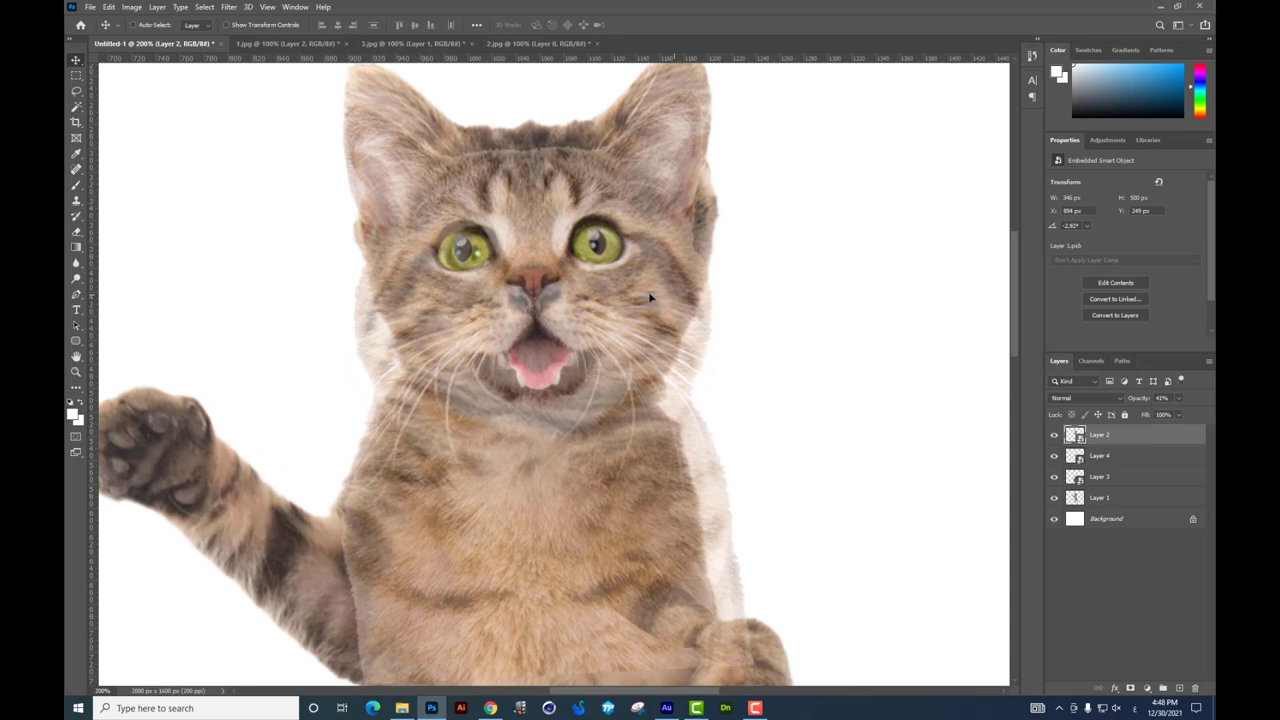 File Edit Image Layer Type Select Filter 3D View Plugins Window Help
Auto-Select: Layer Show Transform Controls 3D Mode:
Untitled-1 @ 200% (Layer 2, RGB/8#) * × 1.jpg @ 100% (Layer 2, RGB/8#) * × 3.jpg @ 100% (Layer 1, RGB/8#) * × 2.jpg @ 100% (Layer 0, RGB/8#) * ×
Color Swatches Gradients Patterns
Properties Adjustments Libraries
Embedded Smart Object
Transform
W: 346 px H: 500 px
X: 894 px Y: 249 px
-2.92°
Layer 1.psb
Don't Apply Layer Comp
Edit Contents
Convert to Linked...
Convert to Layers
Layers Channels Paths
Kind
Normal Opacity: 41%
Lock: Fill: 100%
Layer 2
Layer 4
Layer 3
Layer 1
Background
200% 2000 px x 1600 px (200 ppi)
Type here to search
4:48 PM
12/30/2021